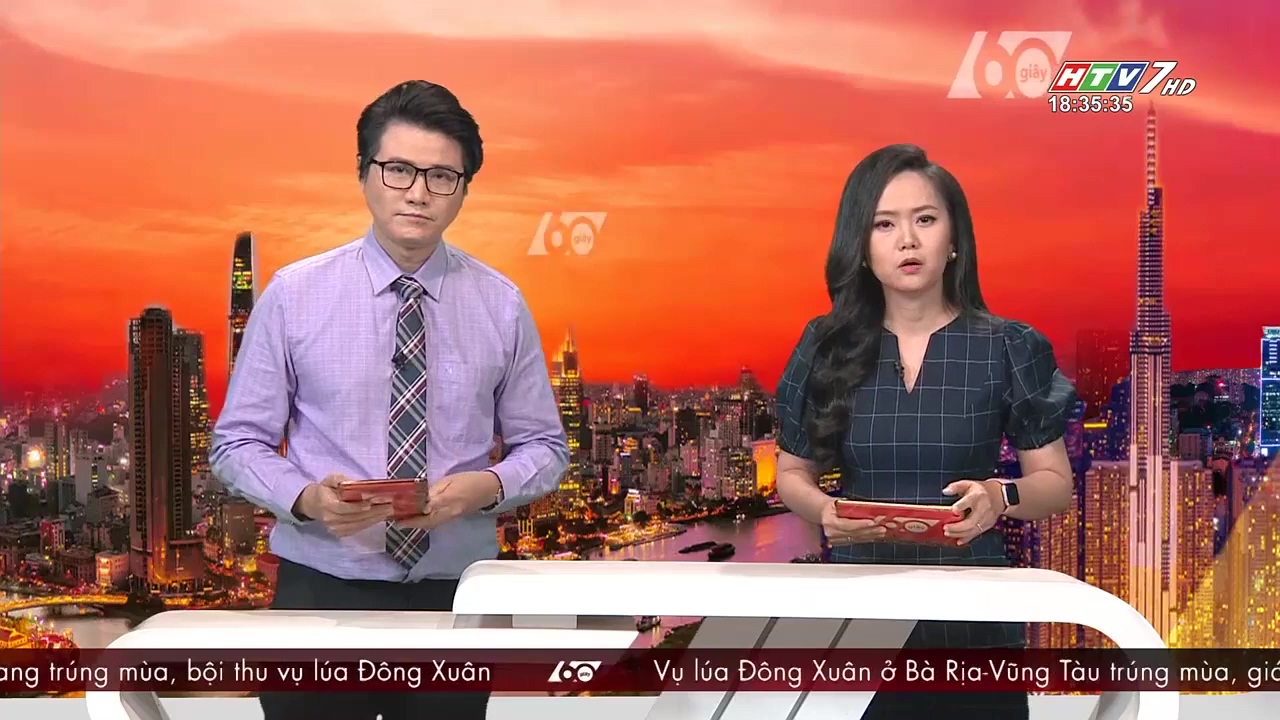 60 giây
HTV7 HD
18:35:35
60 giây
ang trúng mùa, bội thu vụ lúa Đông Xuân
60 giây
Vụ lúa Đông Xuân ở Bà Rịa-Vũng Tàu trúng mùa, giá